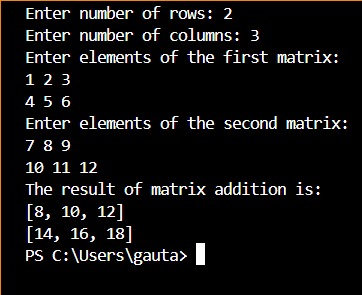 Enter number of rows: 2
Enter number of columns: 3
Enter elements of the first matrix:
1 2 3
4 5 6
Enter elements of the second matrix:
7 8 9
10 11 12
The result of matrix addition is:
[8, 10, 12]
[14, 16, 18]
PS C:\Users\gauta>